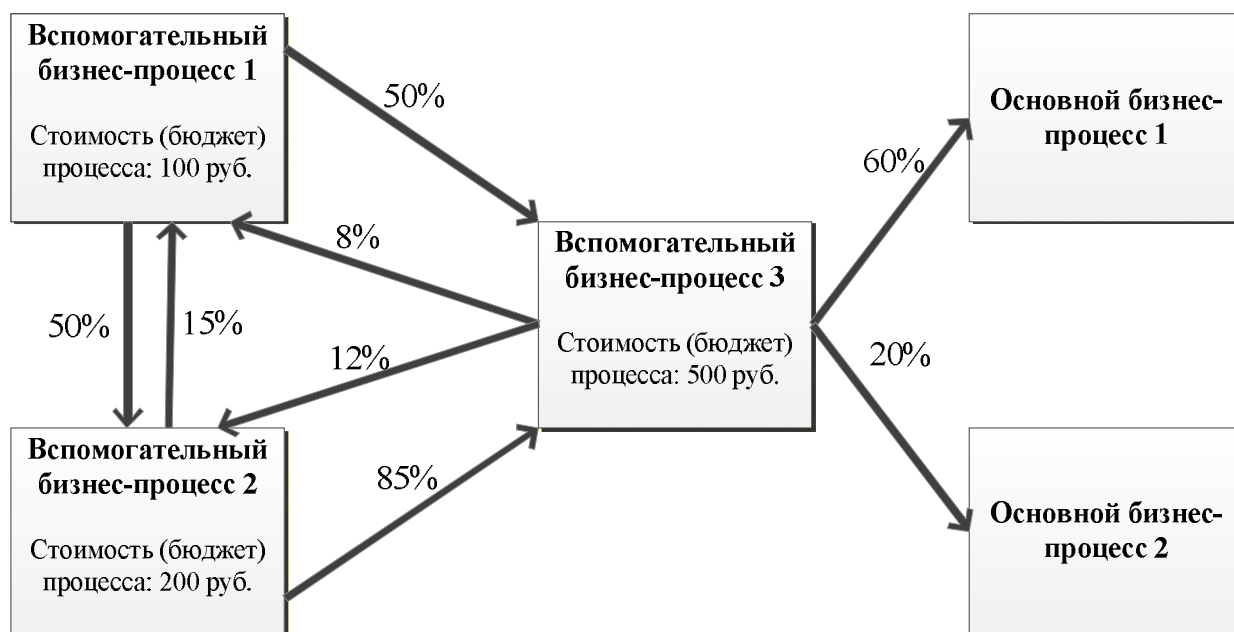 Вспомогательный
бизнес-процесс 1
Стоимость (бюджет)
процесса: 100 руб.
50%
8%
50%
15%
12%
85%
Вспомогательный
бизнес-процесс 2
Стоимость (бюджет)
процесса: 200 руб.
Вспомогательный
бизнес-процесс 3
Стоимость (бюджет)
процесса: 500 руб.
60%
20%
Основной бизнес-
процесс 1
Основной бизнес-
процесс 2